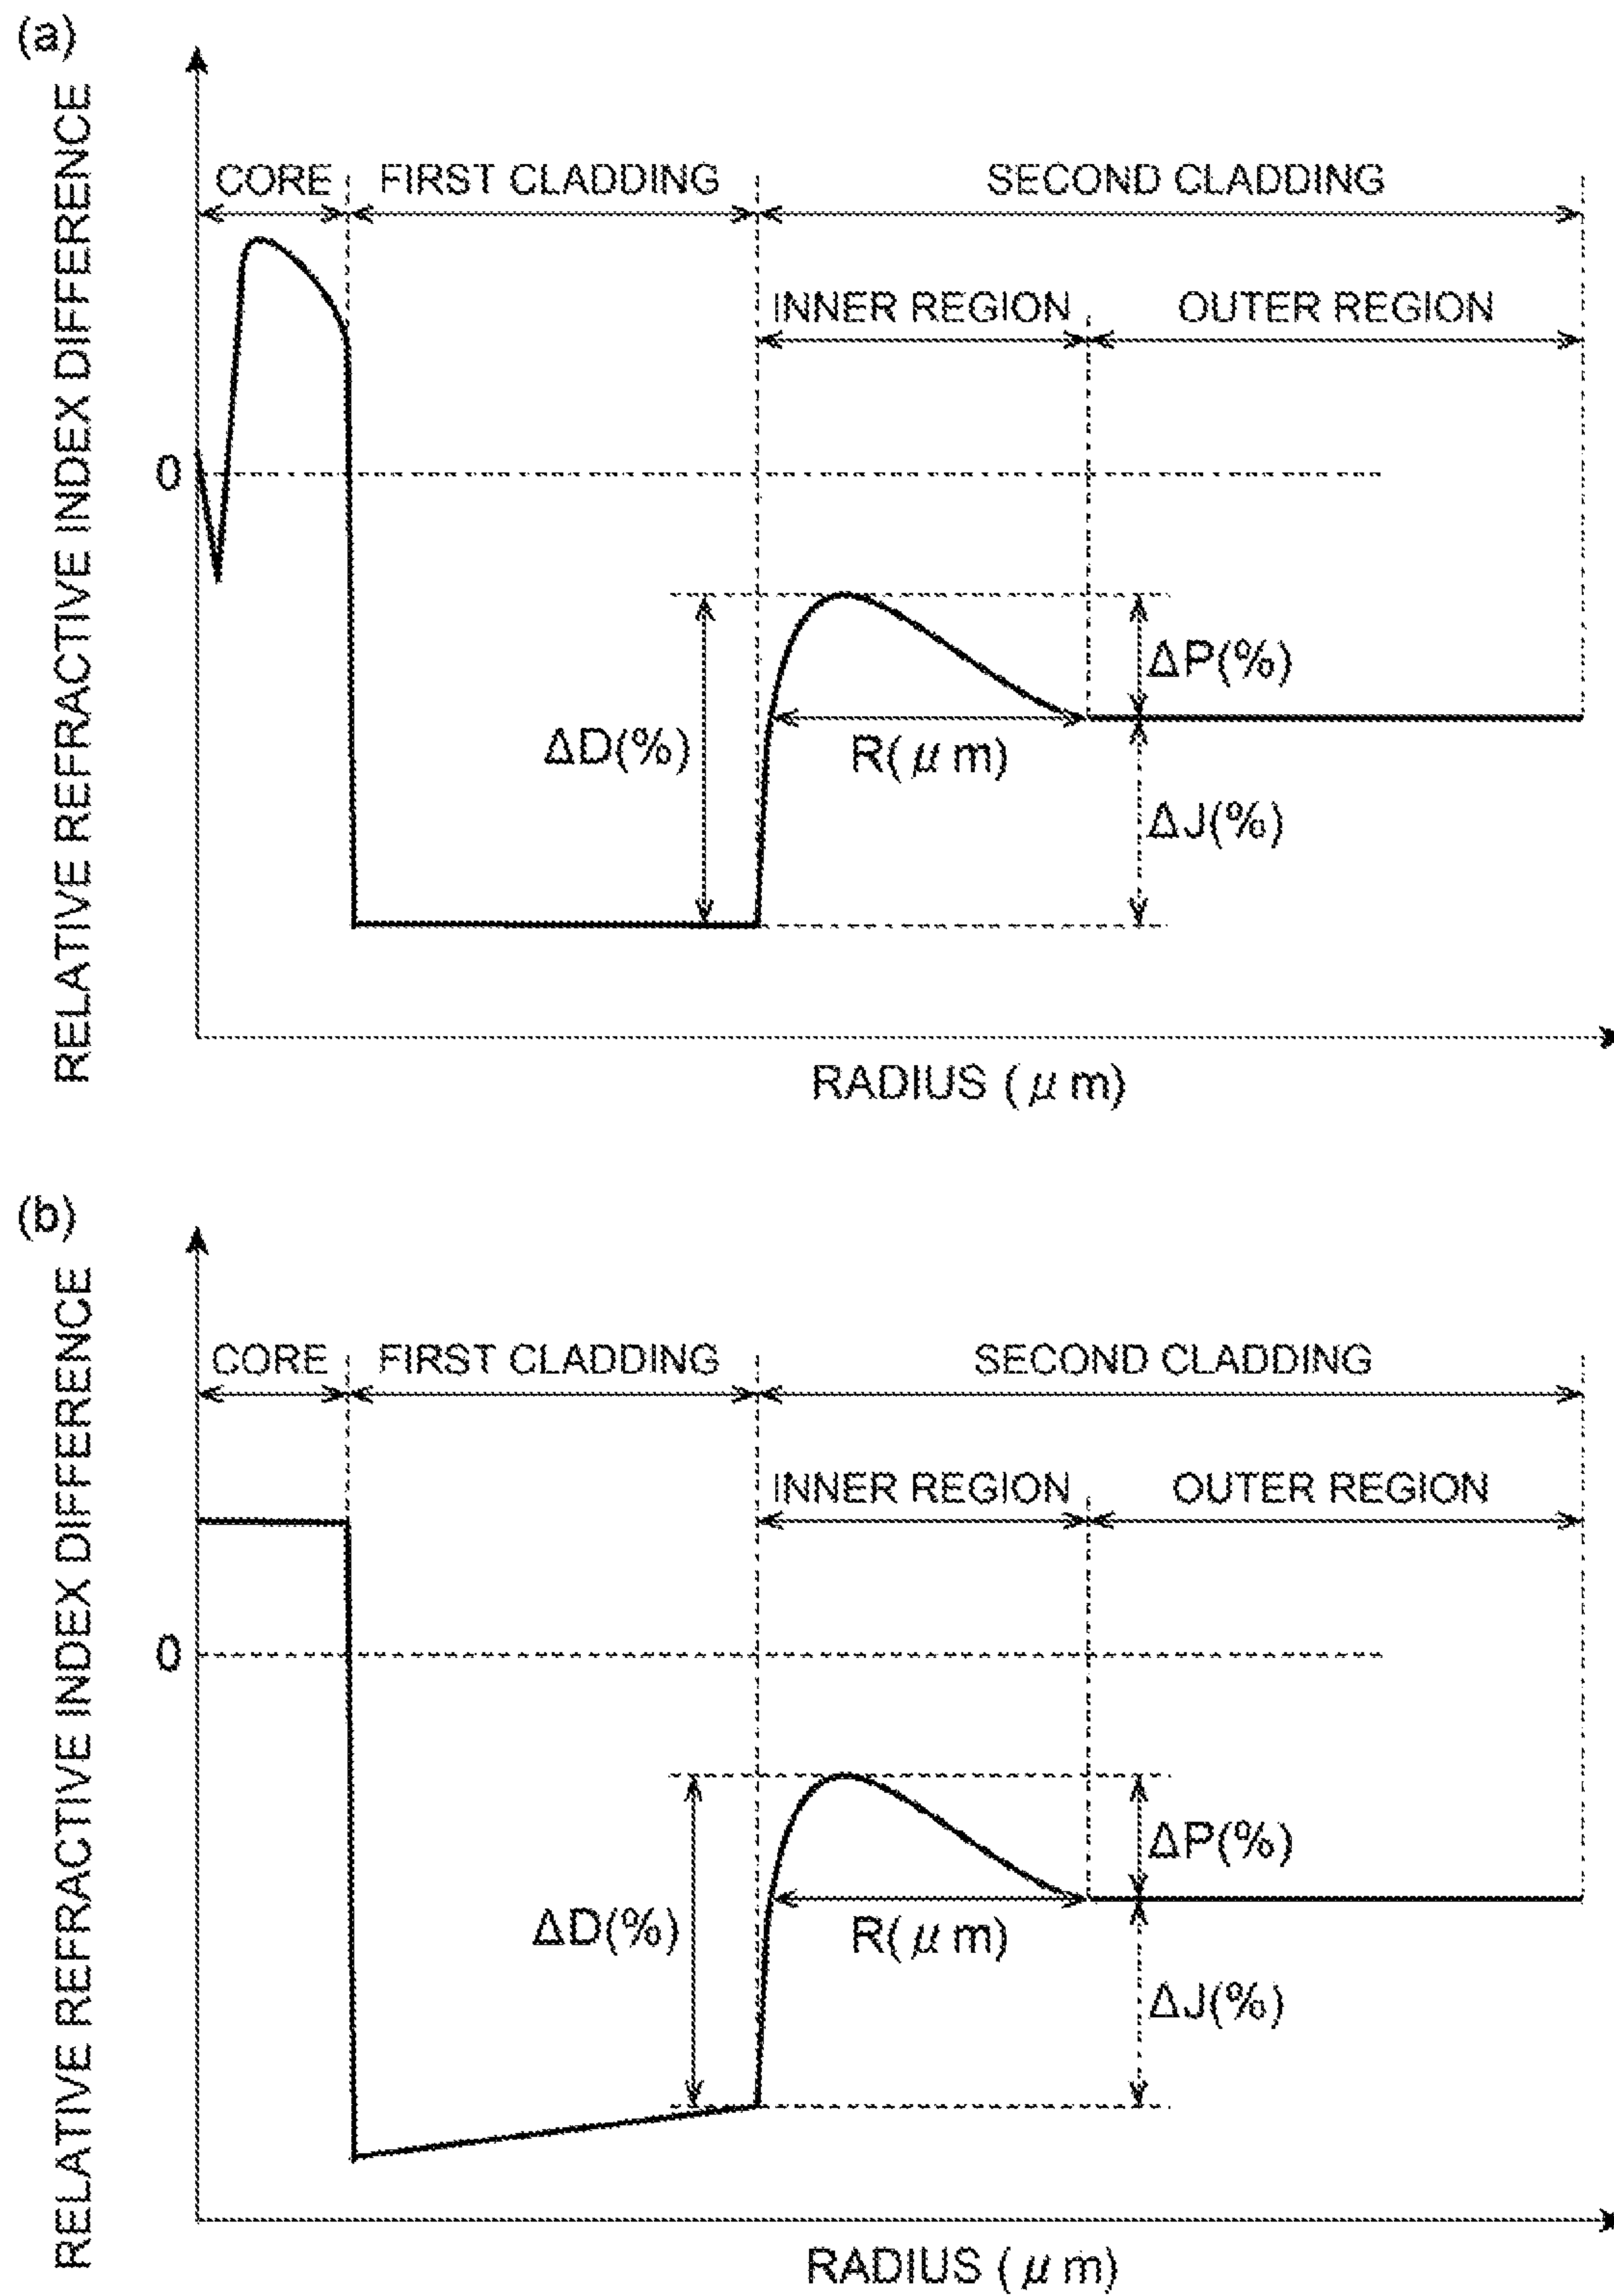 (a)
RELATIVE REFRACTIVE INDEX DIFFERENCE
CORE
FIRST CLADDING
SECOND CLADDING
INNER REGION
OUTER REGION
0
ΔP(%)
ΔD(%)
R(μm)
ΔJ(%)
RADIUS (μm)
(b)
RELATIVE REFRACTIVE INDEX DIFFERENCE
CORE
FIRST CLADDING
SECOND CLADDING
INNER REGION
OUTER REGION
0
ΔP(%)
ΔD(%)
R(μm)
ΔJ(%)
RADIUS (μm)